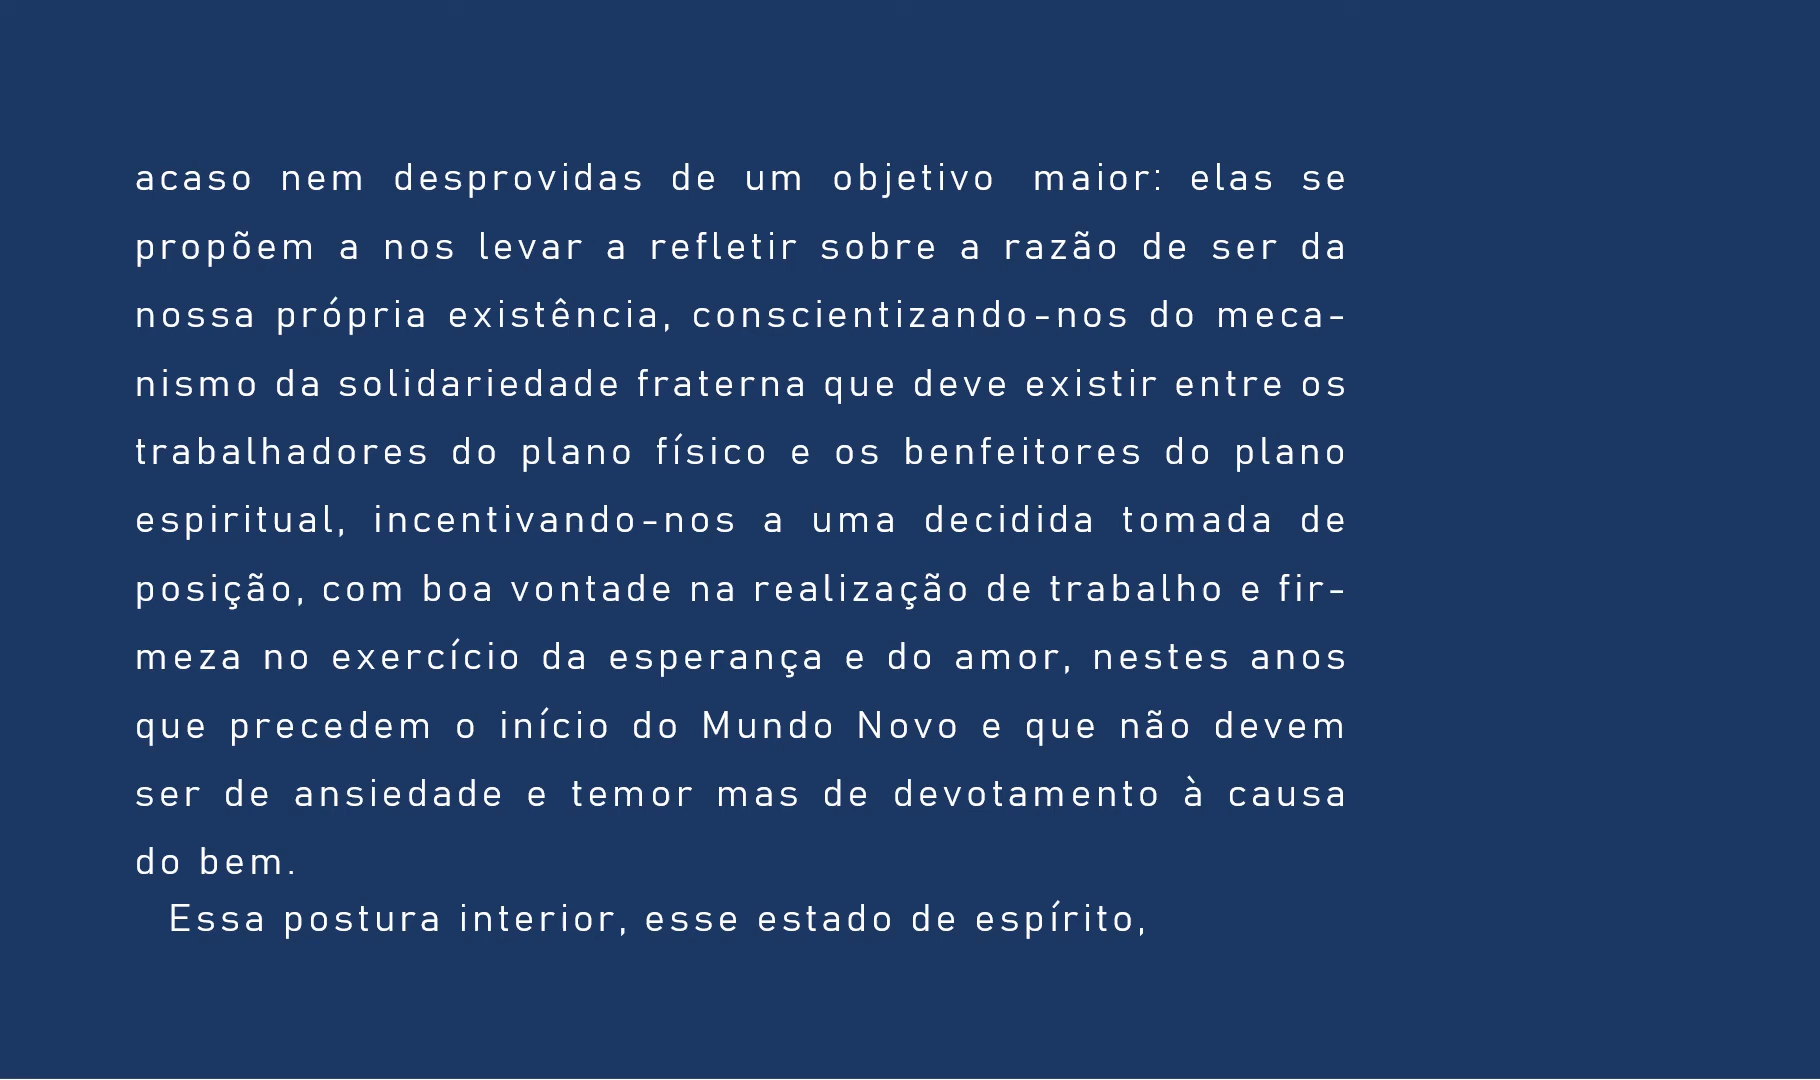 acaso nem desprovidas de um objetivo maior: elas se
propõem a nos levar a refletir sobre a razão de ser da
nossa própria existência, conscientizando-nos do meca-
nismo da solidariedade fraterna que deve existir entre os
trabalhadores do plano físico e os benfeitores do plano
espiritual, incentivando-nos a uma decidida tomada de
posição, com boa vontade na realização de trabalho e fir-
meza no exercício da esperança e do amor, nestes anos
que precedem o início do Mundo Novo e que não devem
ser de ansiedade e temor mas de devotamento à causa
do bem.
Essa postura interior, esse estado de espírito,